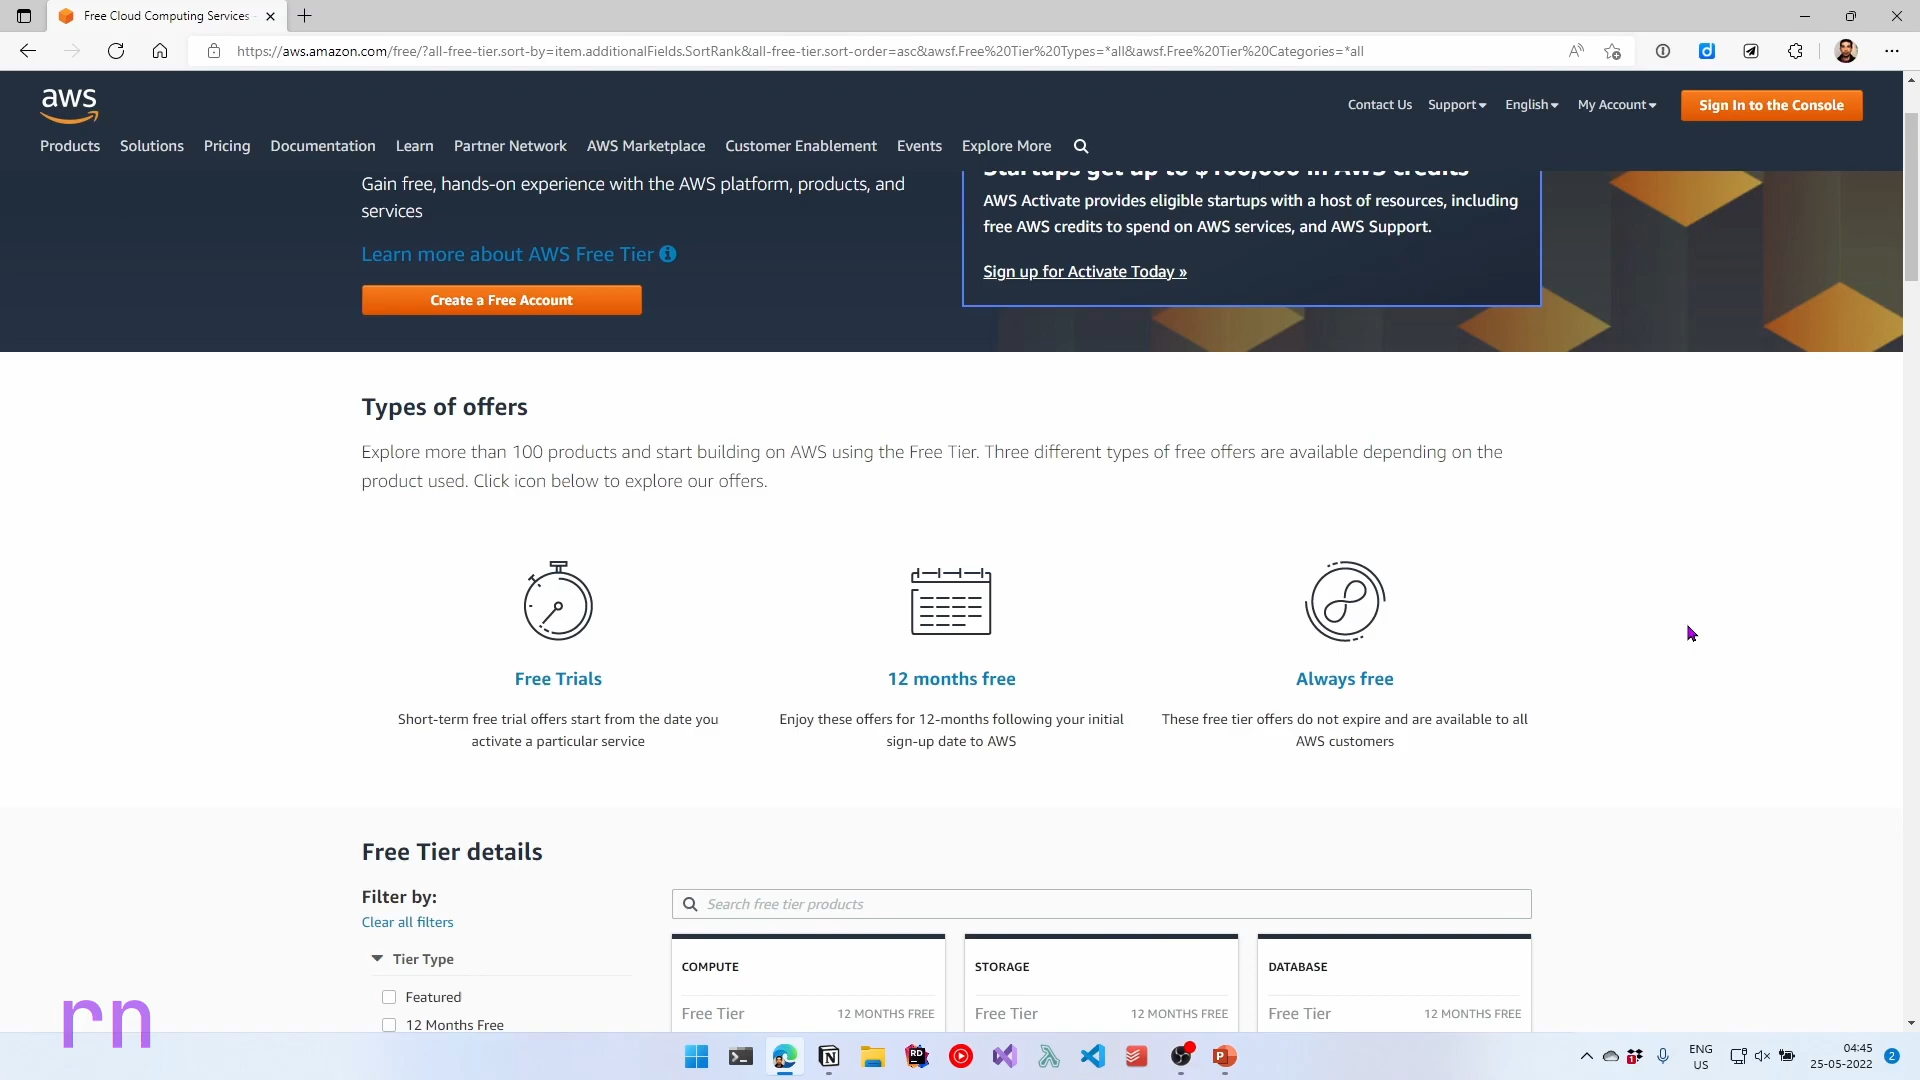 Free Cloud Computing Services -
https://aws.amazon.com/free/?all-free-tier.sort-by=item.additionalFields.SortRank&all-free-tier.sort-order=asc&awsf.Free%20Tier%20Types=*all&awsf.Free%20Tier%20Categories=*all
aws
Contact Us Support English My Account Sign In to the Console
Products Solutions Pricing Documentation Learn Partner Network AWS Marketplace Customer Enablement Events Explore More
Gain free, hands-on experience with the AWS platform, products, and
services
Learn more about AWS Free Tier
Create a Free Account
Startups get up to $100,000 in AWS credits
AWS Activate provides eligible startups with a host of resources, including
free AWS credits to spend on AWS services, and AWS Support.
Sign up for Activate Today »
Types of offers
Explore more than 100 products and start building on AWS using the Free Tier. Three different types of free offers are available depending on the
product used. Click icon below to explore our offers.
Free Trials
Short-term free trial offers start from the date you
activate a particular service
12 months free
Enjoy these offers for 12-months following your initial
sign-up date to AWS
Always free
These free tier offers do not expire and are available to all
AWS customers
Free Tier details
Filter by:
Clear all filters
Tier Type
Featured
12 Months Free
Search free tier products
COMPUTE
Free Tier 12 MONTHS FREE
STORAGE
Free Tier 12 MONTHS FREE
DATABASE
Free Tier 12 MONTHS FREE
rn
ENG
US
04:45
25-05-2022
2